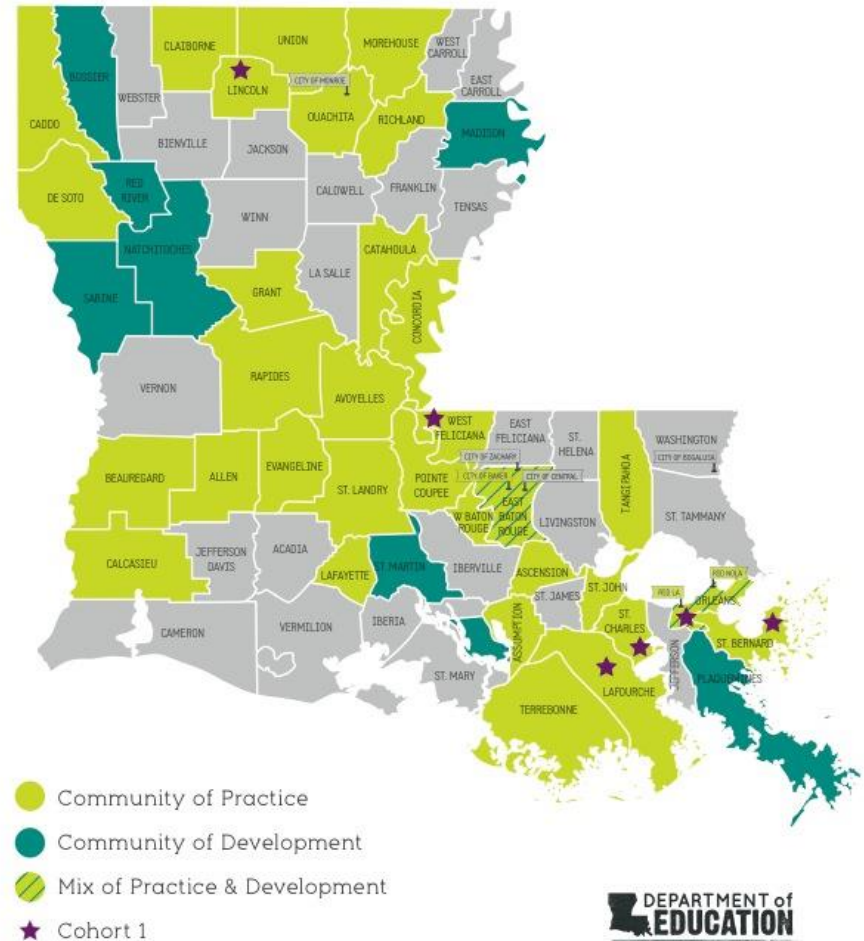 CLAIBORNE
UNION
MOREHOUSE
WEST
CARROLL
EAST
CARROLL
BOSSIER
WEBSTER
LINCOLN
CITY OF MONROE
OUACHITA
RICHLAND
CADDO
MADISON
BIENVILLE
JACKSON
DE SOTO
RED
RIVER
CALDWELL
FRANKLIN
TENSAS
WINN
NATCHITOCHES
CATAHOULA
LA SALLE
SABINE
GRANT
CONCORDIA
VERNON
RAPIDES
AVOYELLES
WEST
FELICIANA
EAST
FELICIANA
ST.
HELENA
WASHINGTON
CITY OF BOGALUSA
CITY OF ZACHARY
CITY OF BAKER
CITY OF CENTRAL
BEAUREGARD
ALLEN
EVANGELINE
ST. LANDRY
POINTE
COUPEE
EAST
BATON
ROUGE
W BATON
ROUGE
LIVINGSTON
TANGIPAHOA
ST. TAMMANY
CALCASIEU
JEFFERSON
DAVIS
ACADIA
LAFAYETTE
ST. MARTIN
IBERVILLE
ASCENSION
ST. JAMES
ST. JOHN
ST.
CHARLES
RSD NOLA
RSD LA
ORLEANS
ST. BERNARD
CAMERON
VERMILION
IBERIA
ST. MARY
ASSUMPTION
JEFFERSON
PLAQUEMINES
LAFOURCHE
TERREBONNE
Community of Practice
Community of Development
Mix of Practice & Development
Cohort 1
DEPARTMENT of
EDUCATION